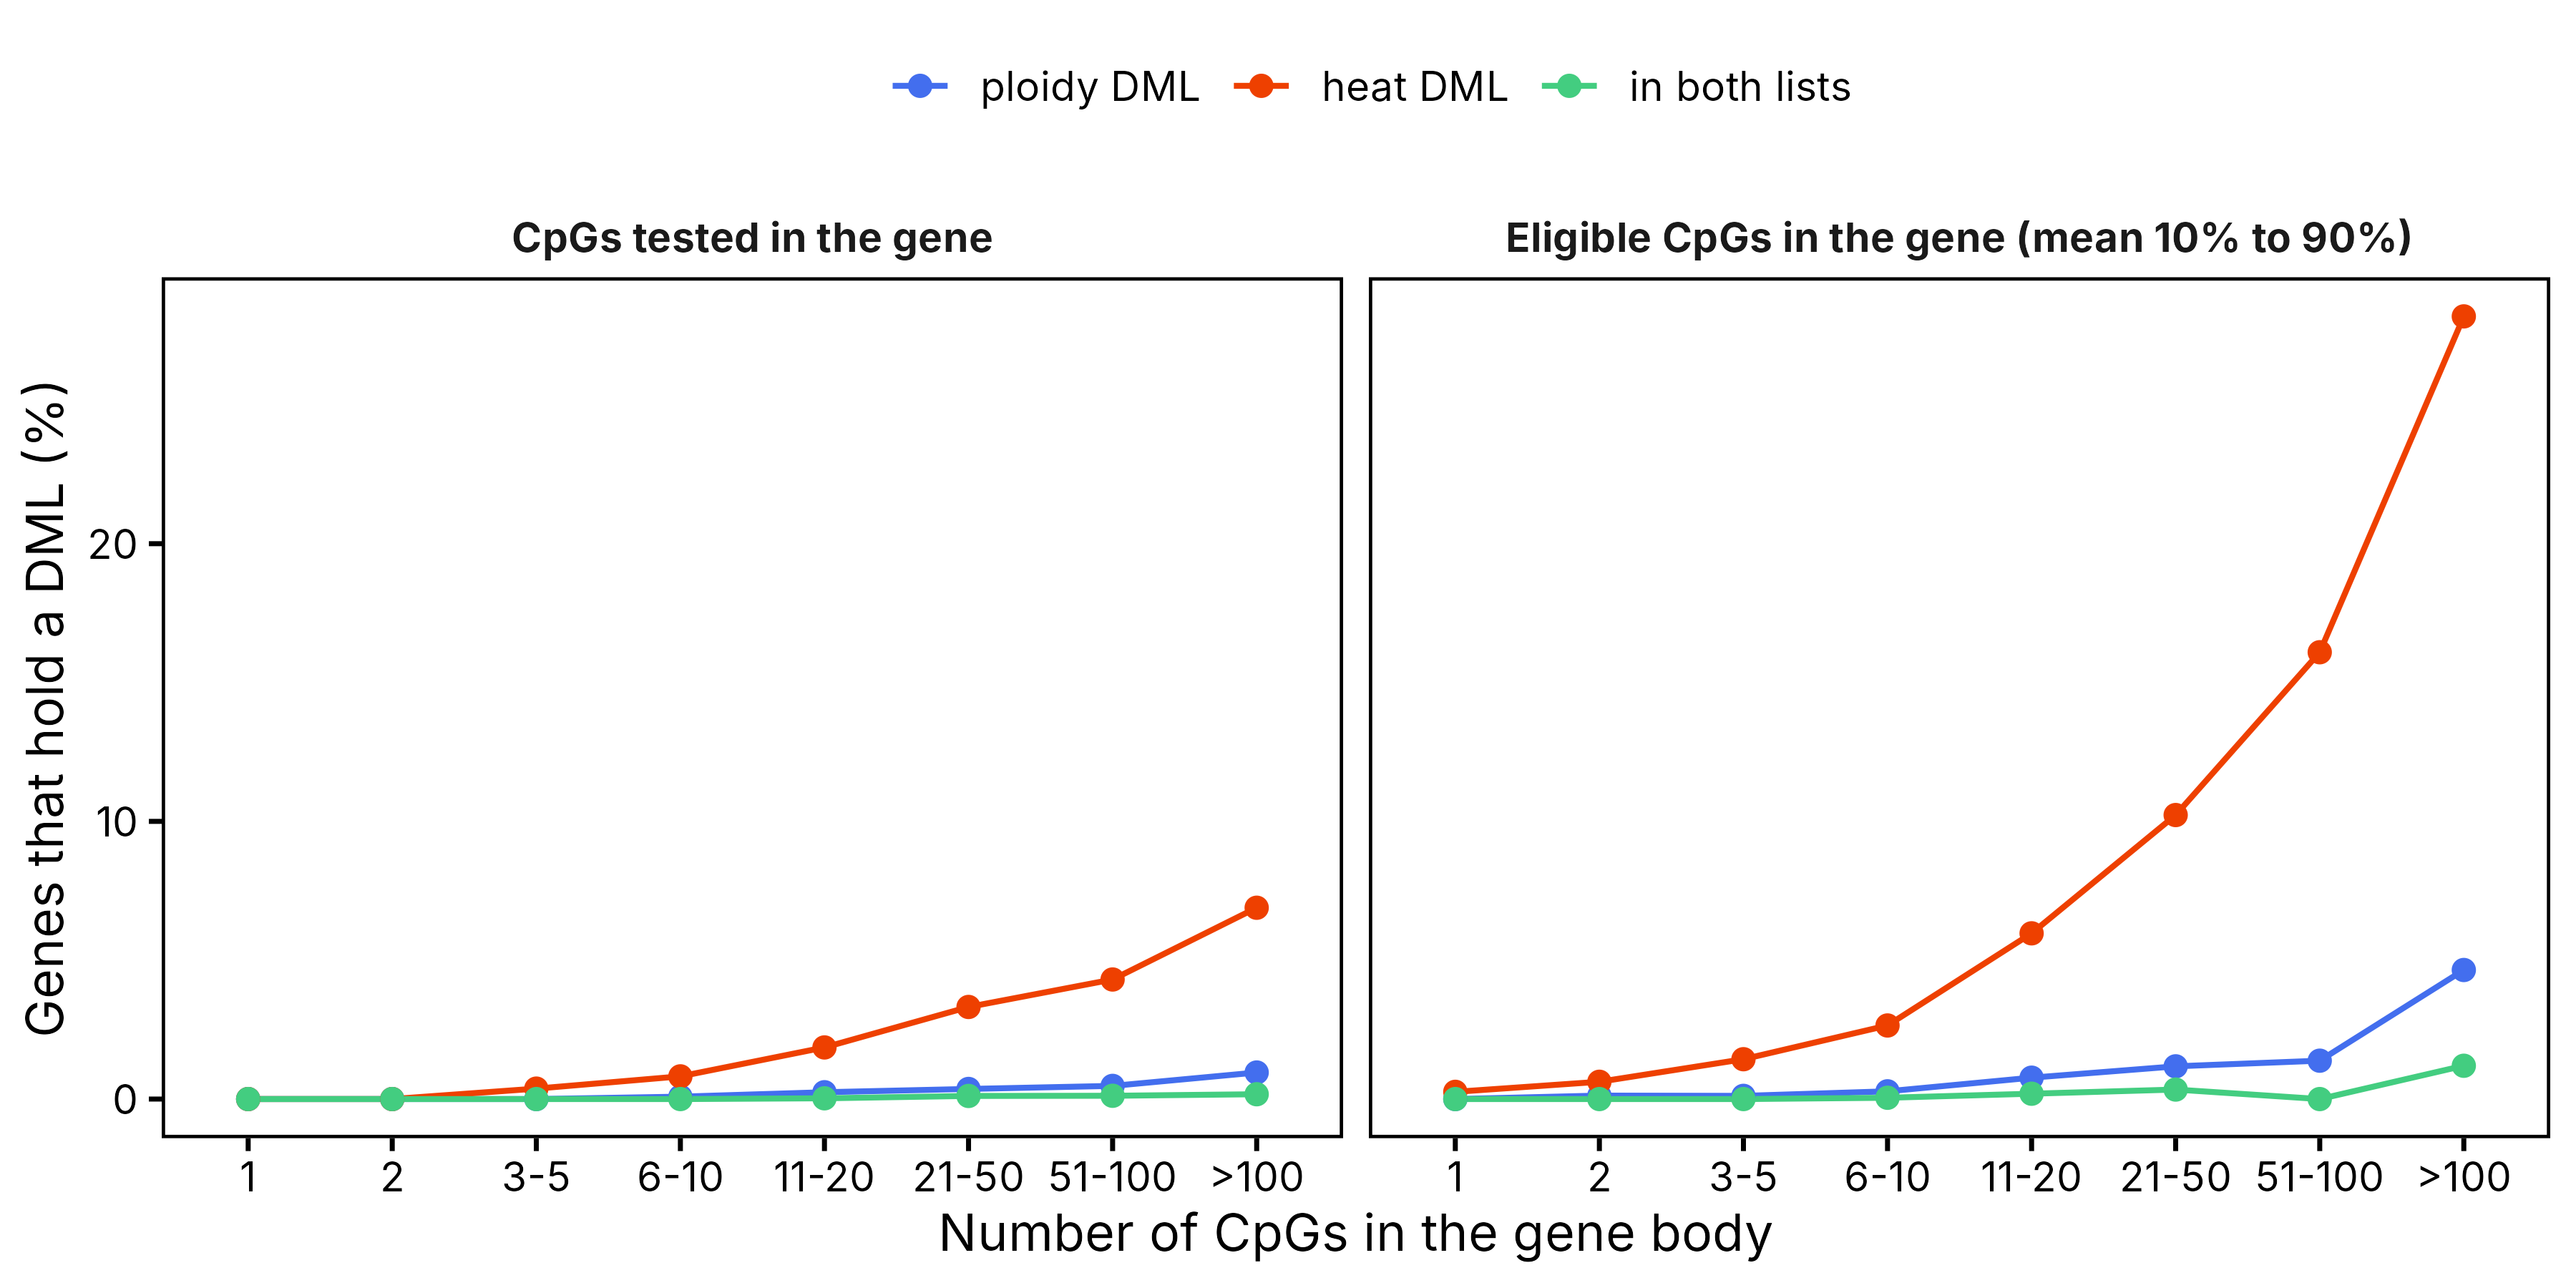 ploidy DML heat DML in both lists
CpGs tested in the gene Eligible CpGs in the gene (mean 10% to 90%)
Genes that hold a DML (%)
20
10
0
1 2 3-5 6-10 11-20 21-50 51-100 >100 1 2 3-5 6-10 11-20 21-50 51-100 >100
Number of CpGs in the gene body